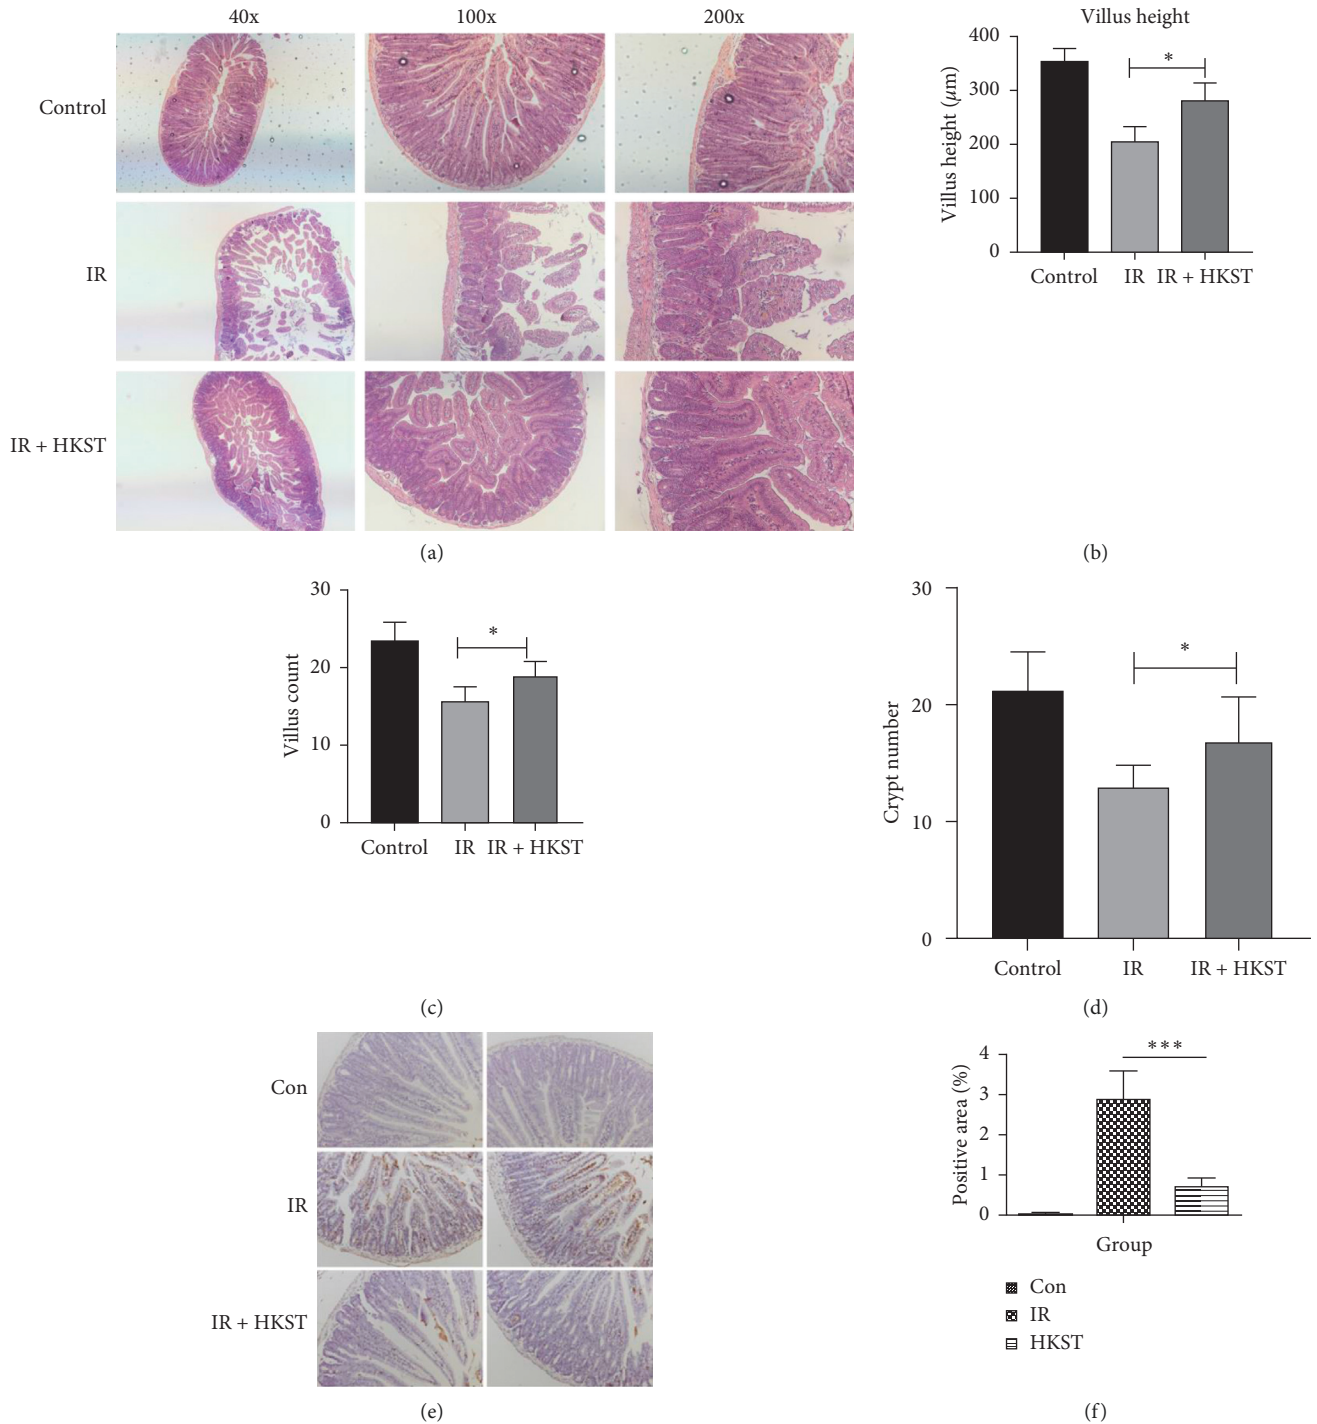 40x 100x 200x
Control
IR
IR + HKST
(a)
Villus height
Villus height (μm)
400
300
200
100
0
Control IR IR + HKST
*
(b)
Villus count
30
20
10
0
Control IR IR + HKST
*
(c)
Crypt number
30
20
10
0
Control IR IR + HKST
*
(d)
Con
IR
IR + HKST
(e)
Positive area (%)
4
3
2
1
0
***
Group
Con
IR
HKST
(f)